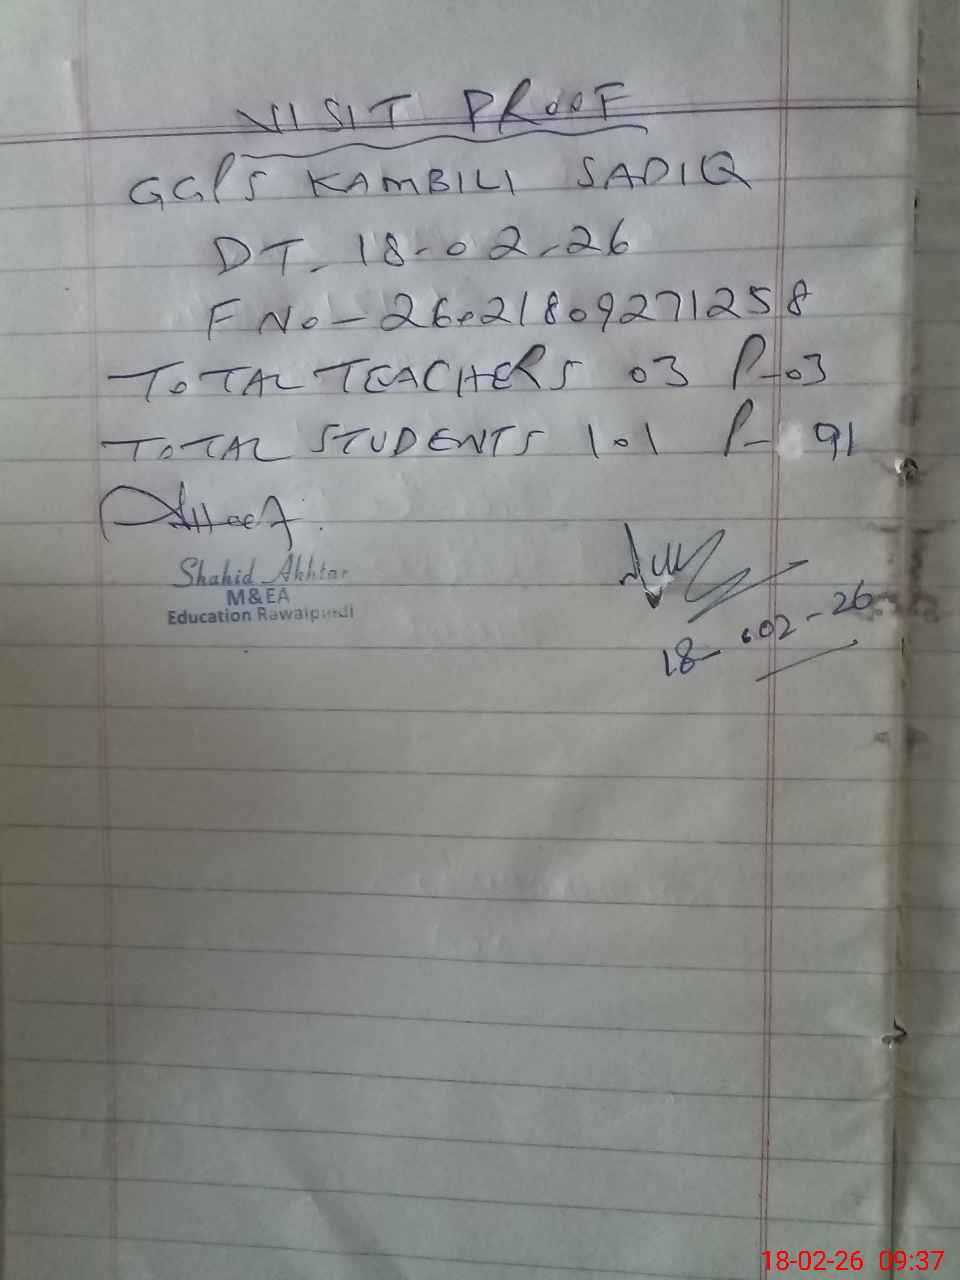 VISIT PROOF
GGPS KAMBILI SADIQ
DT. 18-02-26
F No - 26021809271258
TOTAL TEACHERS 03 P-03
TOTAL STUDENTS 101 P- 91
Shahid Akhtar
M&EA
Education Rawalpindi
18-02-26
18-02-26 09:37